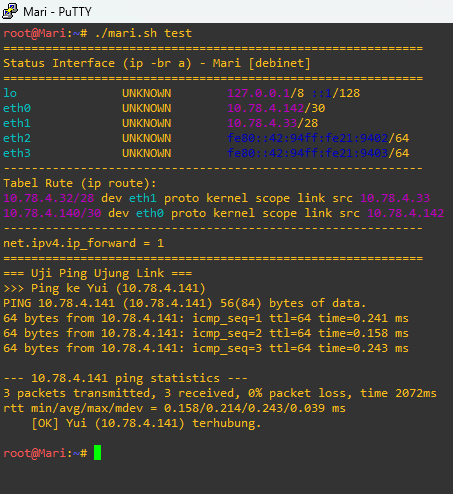 Mari - PuTTY
root@Mari:~# ./mari.sh test
======================================================
Status Interface (ip -br a) - Mari [debinet]
======================================================
lo UNKNOWN 127.0.0.1/8 ::1/128
eth0 UNKNOWN 10.78.4.142/30
eth1 UNKNOWN 10.78.4.33/28
eth2 UNKNOWN fe80::42:94ff:fe21:9402/64
eth3 UNKNOWN fe80::42:94ff:fe21:9403/64
------------------------------------------------------
Tabel Rute (ip route):
10.78.4.32/28 dev eth1 proto kernel scope link src 10.78.4.33
10.78.4.140/30 dev eth0 proto kernel scope link src 10.78.4.142
------------------------------------------------------
net.ipv4.ip_forward = 1
======================================================
=== Uji Ping Ujung Link ===
>>> Ping ke Yui (10.78.4.141)
PING 10.78.4.141 (10.78.4.141) 56(84) bytes of data.
64 bytes from 10.78.4.141: icmp_seq=1 ttl=64 time=0.241 ms
64 bytes from 10.78.4.141: icmp_seq=2 ttl=64 time=0.158 ms
64 bytes from 10.78.4.141: icmp_seq=3 ttl=64 time=0.243 ms
--- 10.78.4.141 ping statistics ---
3 packets transmitted, 3 received, 0% packet loss, time 2072ms
rtt min/avg/max/mdev = 0.158/0.214/0.243/0.039 ms
[OK] Yui (10.78.4.141) terhubung.
root@Mari:~#